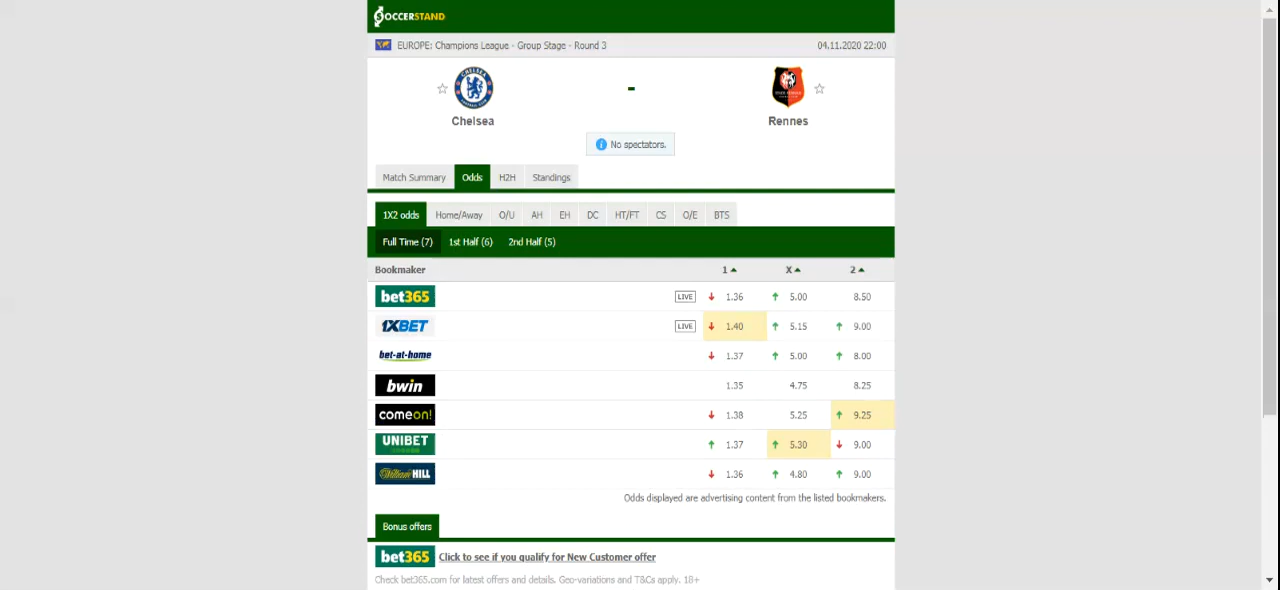 SOCCERSTAND
EUROPE: Champions League - Group Stage - Round 3 04.11.2020 22:00
Chelsea - Rennes
No spectators.
Match Summary Odds H2H Standings
1X2 odds Home/Away O/U AH EH DC HT/FT CS O/E BTS
Full Time (7) 1st Half (6) 2nd Half (5)
Bookmaker 1 X 2
bet365 LIVE 1.36 5.00 8.50
1XBET LIVE 1.40 5.15 9.00
bet-at-home 1.37 5.00 8.00
bwin 1.35 4.75 8.25
comeon! 1.38 5.25 9.25
UNIBET 1.37 5.30 9.00
William HILL 1.36 4.80 9.00
Odds displayed are advertising content from the listed bookmakers.
Bonus offers
bet365 Click to see if you qualify for New Customer offer
Check bet365.com for latest offers and details. Geo-variations and T&Cs apply. 18+